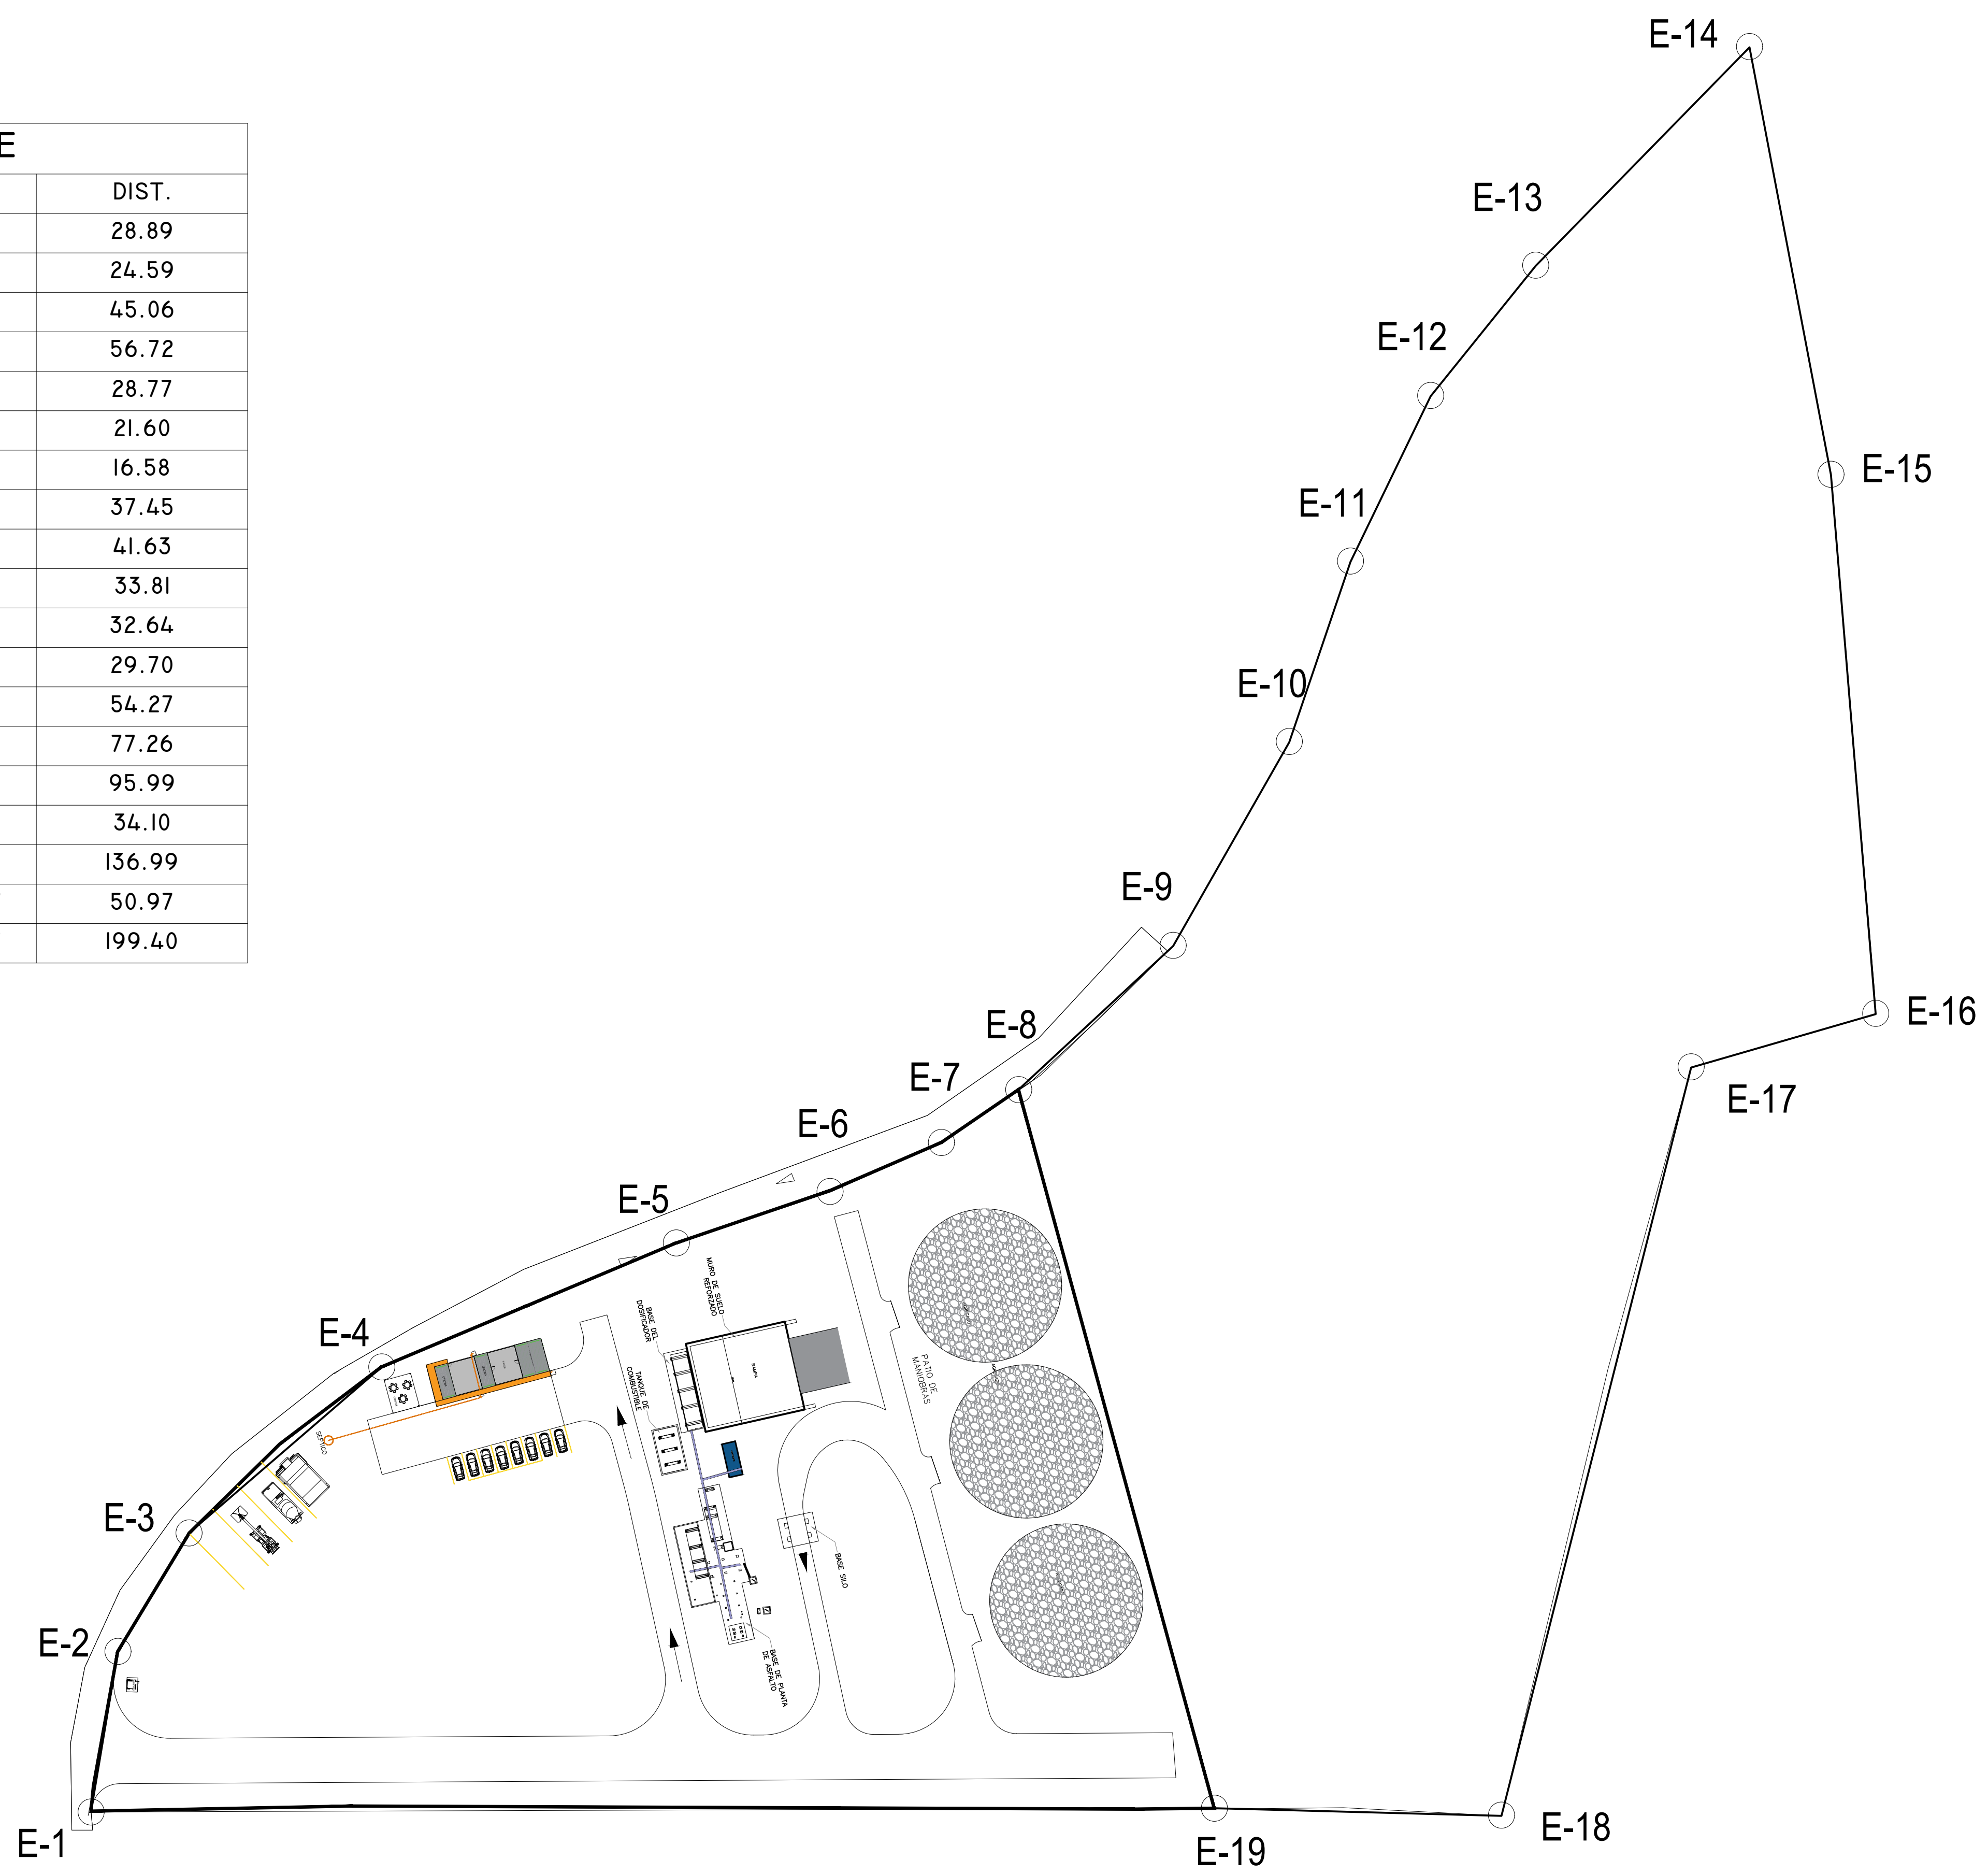 E
DIST.
28.89
24.59
45.06
56.72
28.77
21.60
16.58
37.45
41.63
33.81
32.64
29.70
54.27
77.26
95.99
34.10
136.99
50.97
199.40
E-14
E-13
E-12
E-15
E-11
E-10
E-9
E-16
E-8
E-7
E-17
E-6
E-5
MURO DE SUELO
REFORZADO
BASE DEL
DOSIFICADOR
E-4
TANQUE DE
COMBUSTIBLE
RAMPA
PATIO DE
MANIOBRAS
SEPTICO
E-3
BASE SILO
E-2
BASE DE PLANTA
DE ASFALTO
E-1
E-18
E-19